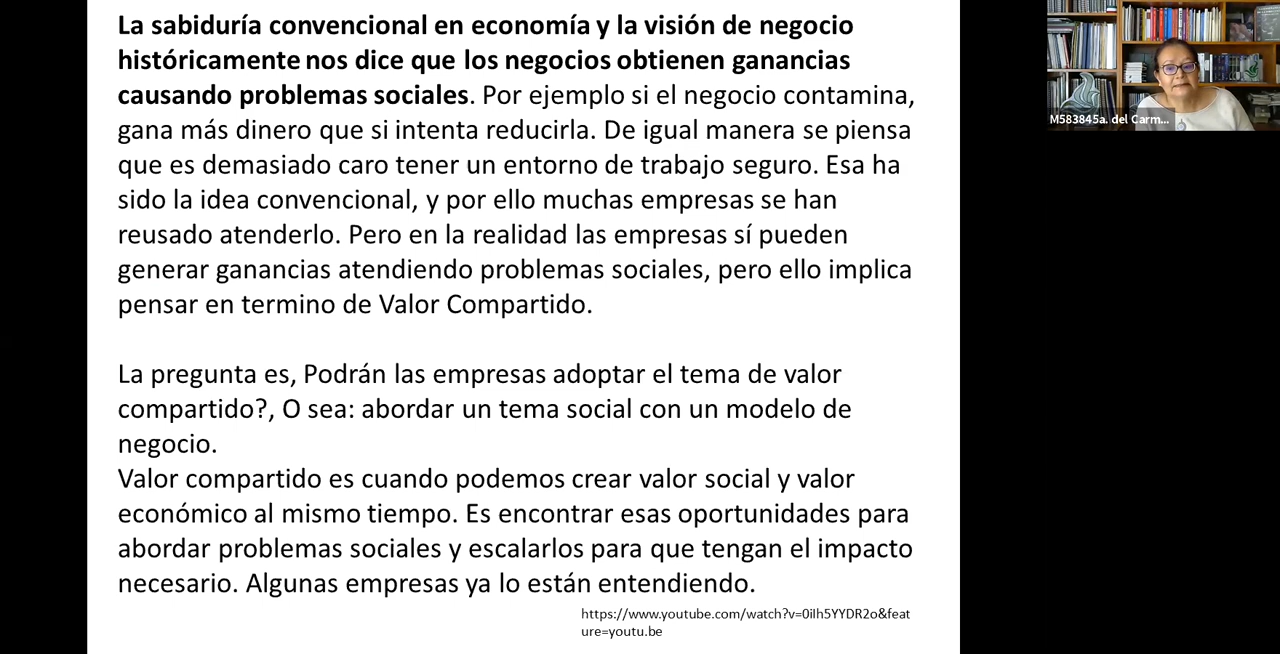 La sabiduría convencional en economía y la visión de negocio
históricamente nos dice que los negocios obtienen ganancias
causando problemas sociales. Por ejemplo si el negocio contamina,
gana más dinero que si intenta reducirla. De igual manera se piensa
que es demasiado caro tener un entorno de trabajo seguro. Esa ha
sido la idea convencional, y por ello muchas empresas se han
reusado atenderlo. Pero en la realidad las empresas sí pueden
generar ganancias atendiendo problemas sociales, pero ello implica
pensar en termino de Valor Compartido.
La pregunta es, Podrán las empresas adoptar el tema de valor
compartido?, O sea: abordar un tema social con un modelo de
negocio.
Valor compartido es cuando podemos crear valor social y valor
económico al mismo tiempo. Es encontrar esas oportunidades para
abordar problemas sociales y escalarlos para que tengan el impacto
necesario. Algunas empresas ya lo están entendiendo.
https://www.youtube.com/watch?v=0iIh5YYDR2o&feat
ure=youtu.be
M583845a. del Carm...